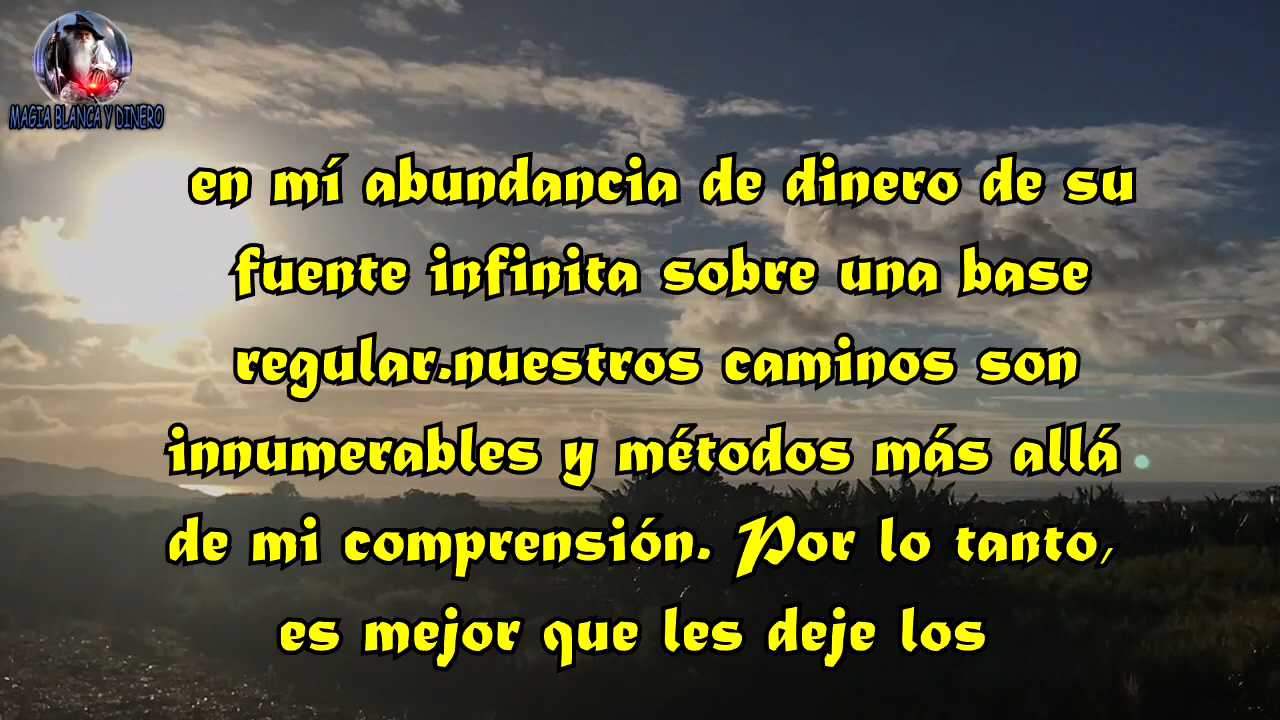 MAGIA BLANCA Y DINERO
en mí abundancia de dinero de su
fuente infinita sobre una base
regular.nuestros caminos son
innumerables y métodos más allá
de mi comprensión. Por lo tanto,
es mejor que les deje los